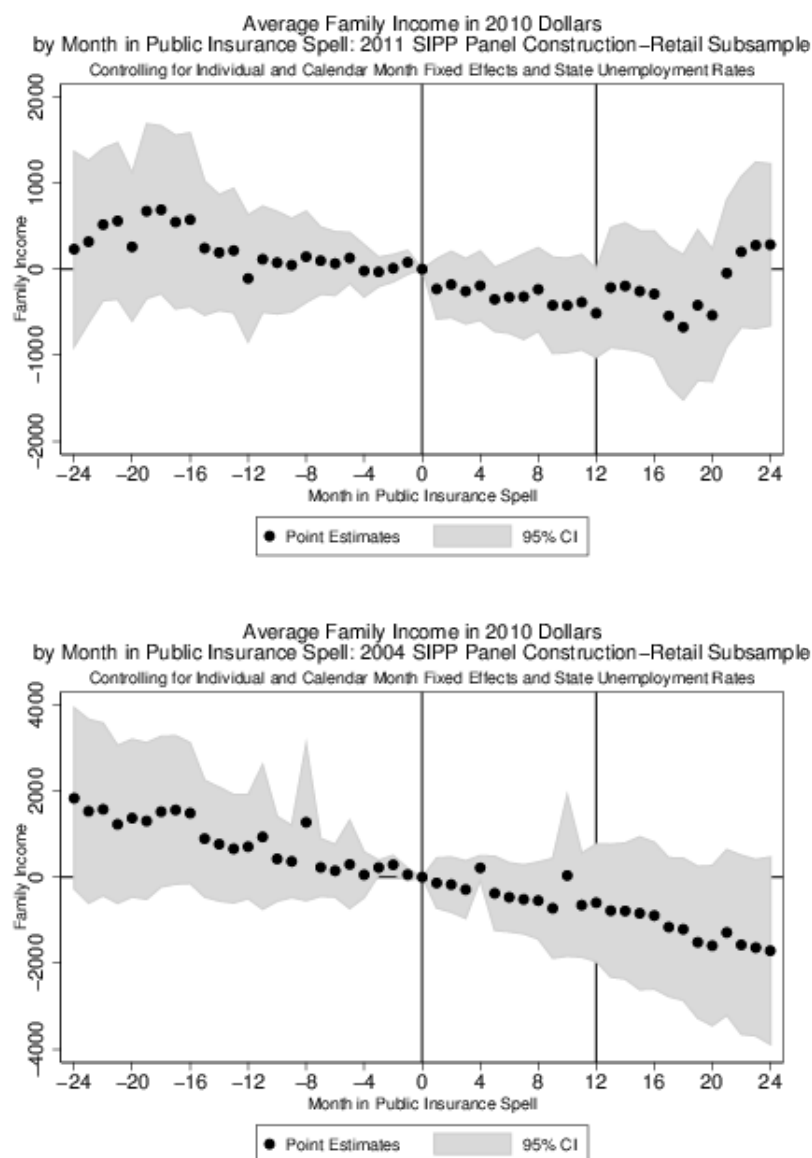 Average Family Income in 2010 Dollars
by Month in Public Insurance Spell: 2011 SIPP Panel Construction−Retail Subsample
Controlling for Individual and Calendar Month Fixed Effects and State Unemployment Rates
2000
1000
0
−1000
−2000
Family Income
−24 −20 −16 −12 −8 −4 0 4 8 12 16 20 24
Month in Public Insurance Spell
Point Estimates 95% CI
Average Family Income in 2010 Dollars
by Month in Public Insurance Spell: 2004 SIPP Panel Construction−Retail Subsample
Controlling for Individual and Calendar Month Fixed Effects and State Unemployment Rates
4000
2000
0
−2000
−4000
Family Income
−24 −20 −16 −12 −8 −4 0 4 8 12 16 20 24
Month in Public Insurance Spell
Point Estimates 95% CI